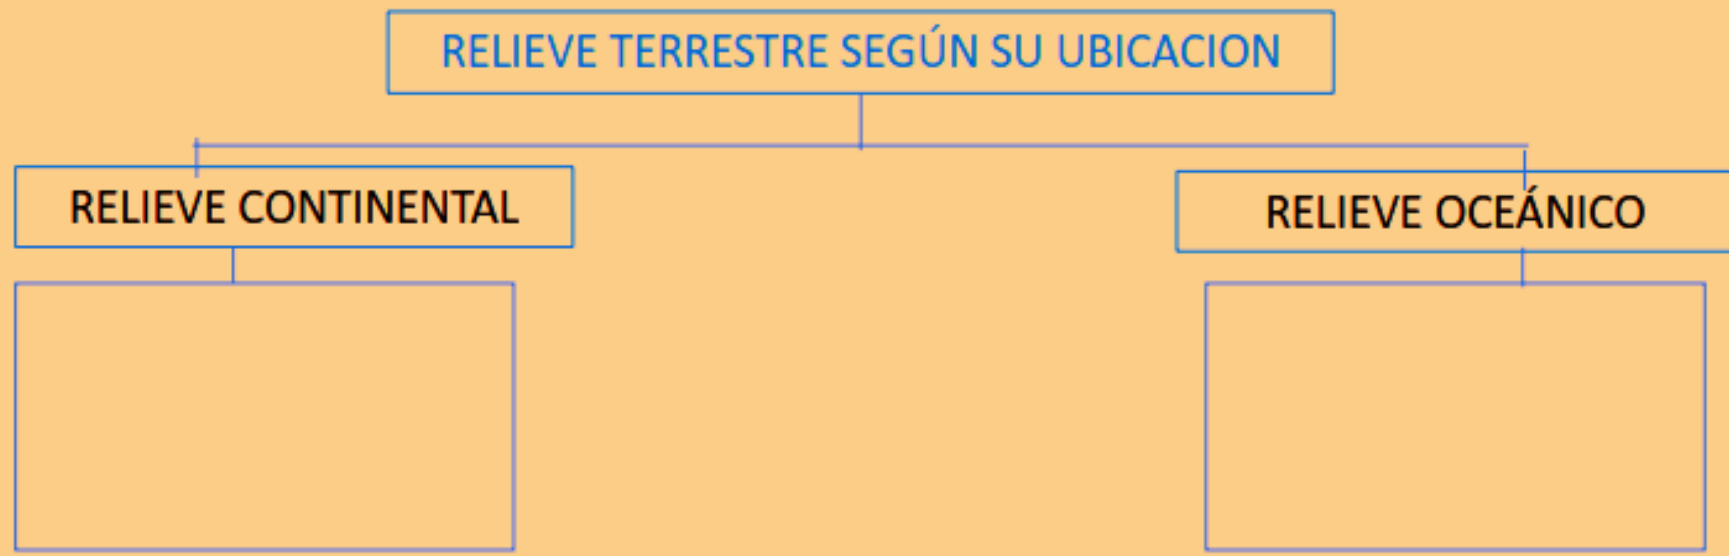 RELIEVE TERRESTRE SEGÚN SU UBICACION
RELIEVE CONTINENTAL
RELIEVE OCEÁNICO